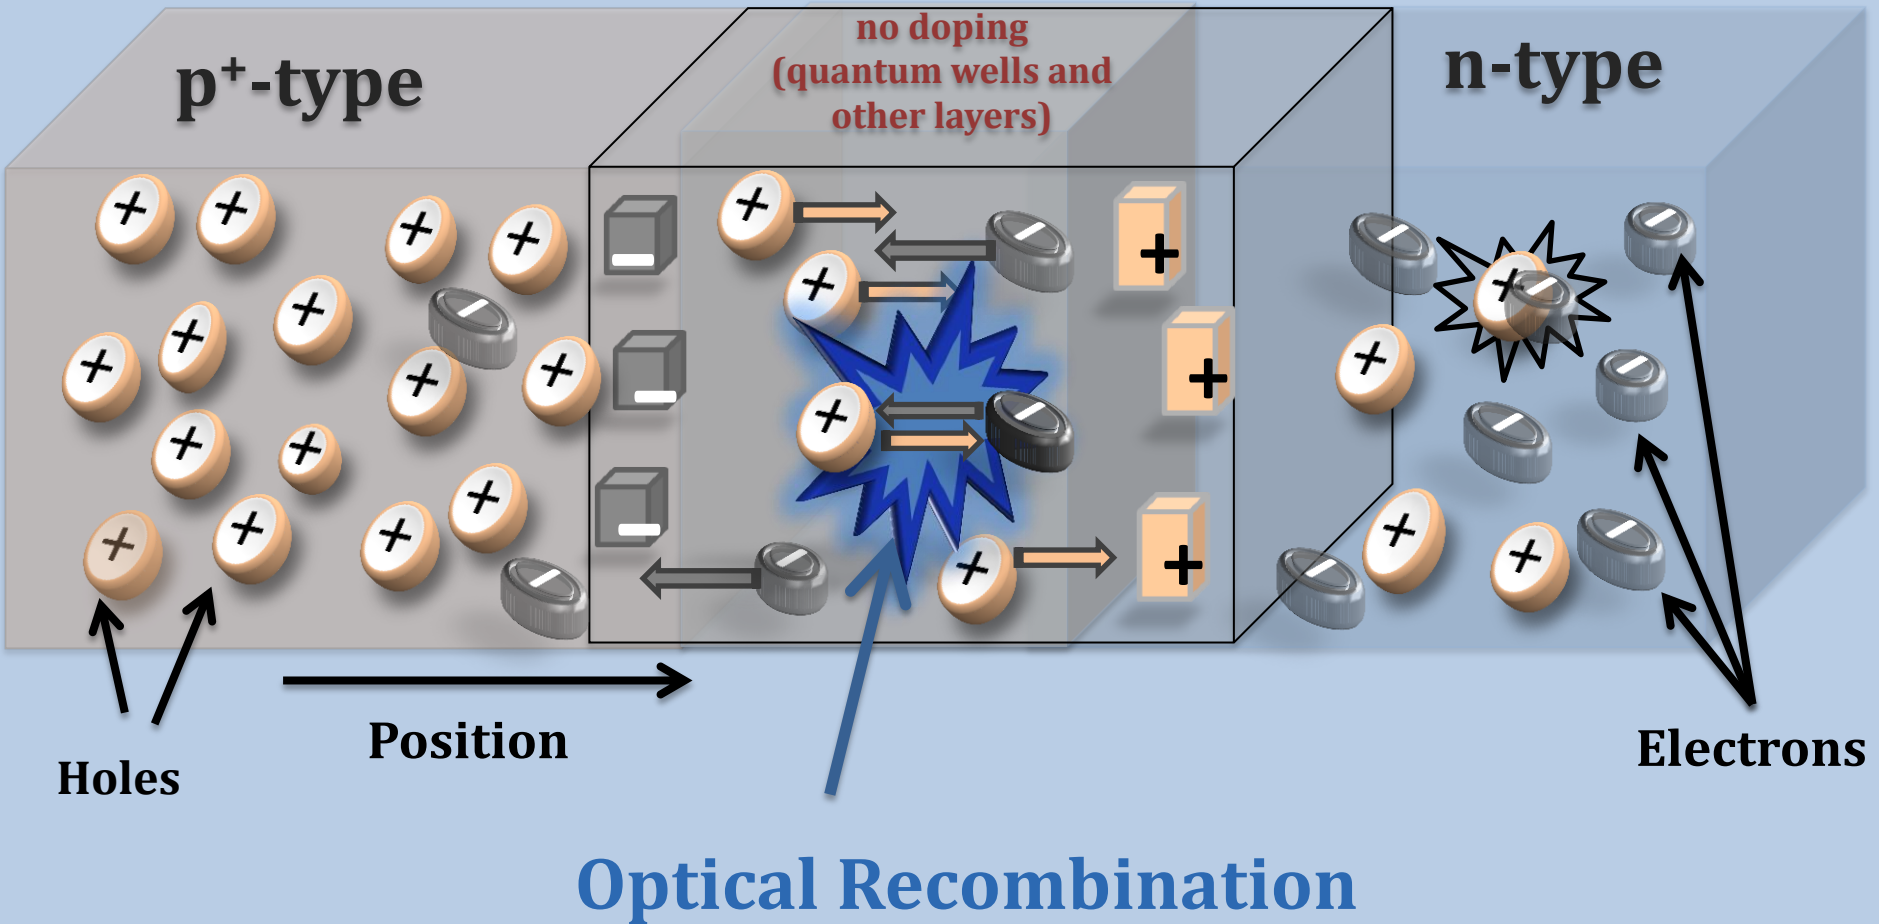 p⁺-type
no doping
(quantum wells and
other layers)
n-type
Holes
Position
Electrons
Optical Recombination